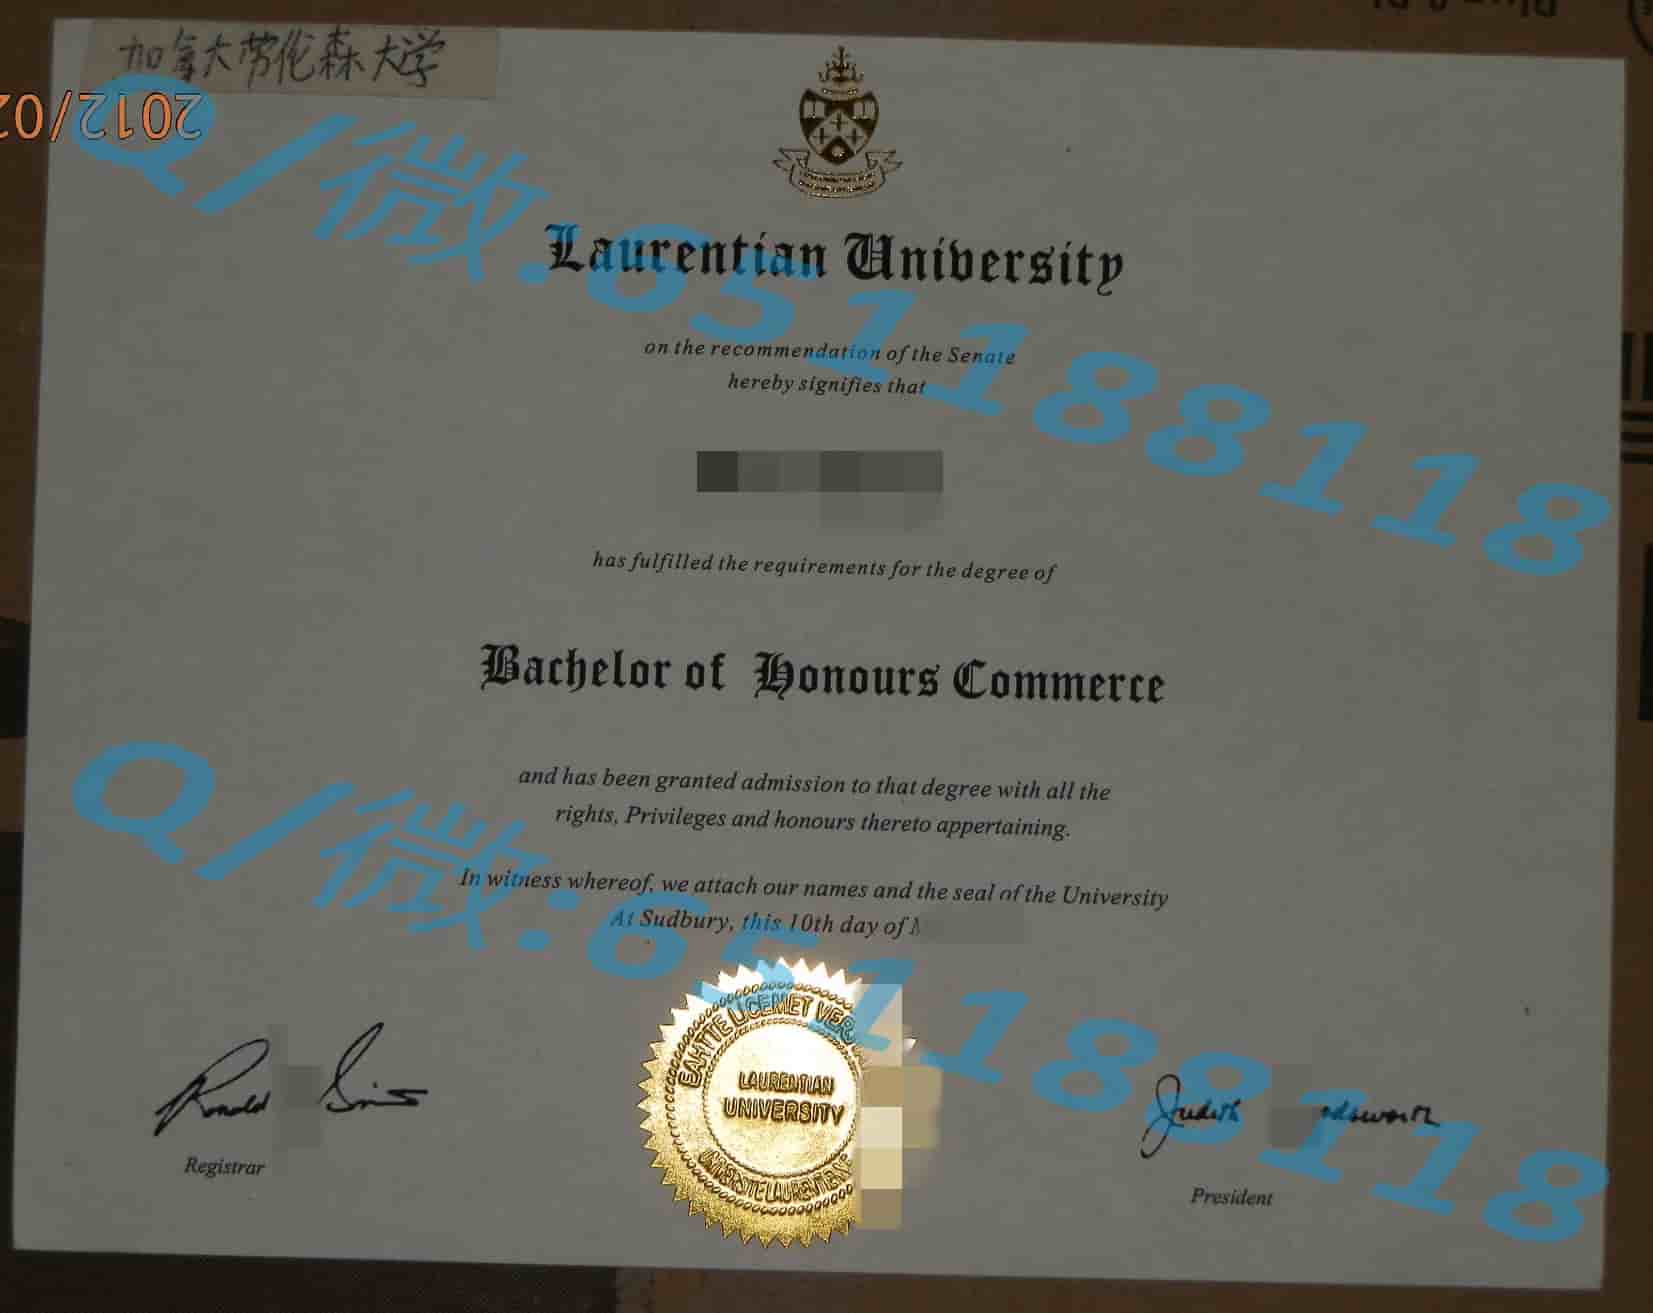 加拿大劳伦森大学
2012/02
Q/微:651188118
Laurentian University
on the recommendation of the Senate
hereby signifies that
has fulfilled the requirements for the degree of
Bachelor of Honours Commerce
and has been granted admission to that degree with all the
rights, Privileges and honours thereto appertaining.
Q/微:651188118
In witness whereof, we attach our names and the seal of the University
At Sudbury, this 10th day of M
LAURENTIAN
UNIVERSITY
Ronald
Registrar
Judith
President